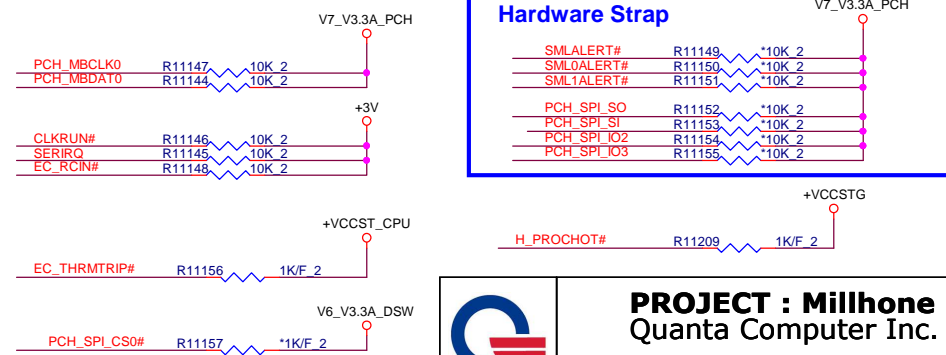 V7_V3.3A_PCH
PCH_MBCLK0 R11147 10K_2
PCH_MBDAT0 R11144 10K_2
+3V
CLKRUN# R11146 10K_2
SERIRQ R11145 10K_2
EC_RCIN# R11148 10K_2
+VCCST_CPU
EC_THRMTRIP# R11156 1K/F_2
V6_V3.3A_DSW
PCH_SPI_CS0# R11157 *1K/F_2
Hardware Strap
V7_V3.3A_PCH
SMLALERT# R11149 *10K_2
SML0ALERT# R11150 *10K_2
SML1ALERT# R11151 *10K_2
PCH_SPI_SO R11152 *10K_2
PCH_SPI_SI R11153 *10K_2
PCH_SPI_IO2 R11154 *10K_2
PCH_SPI_IO3 R11155 *10K_2
+VCCSTG
H_PROCHOT# R11209 1K/F_2
PROJECT : Millhone
Quanta Computer Inc.